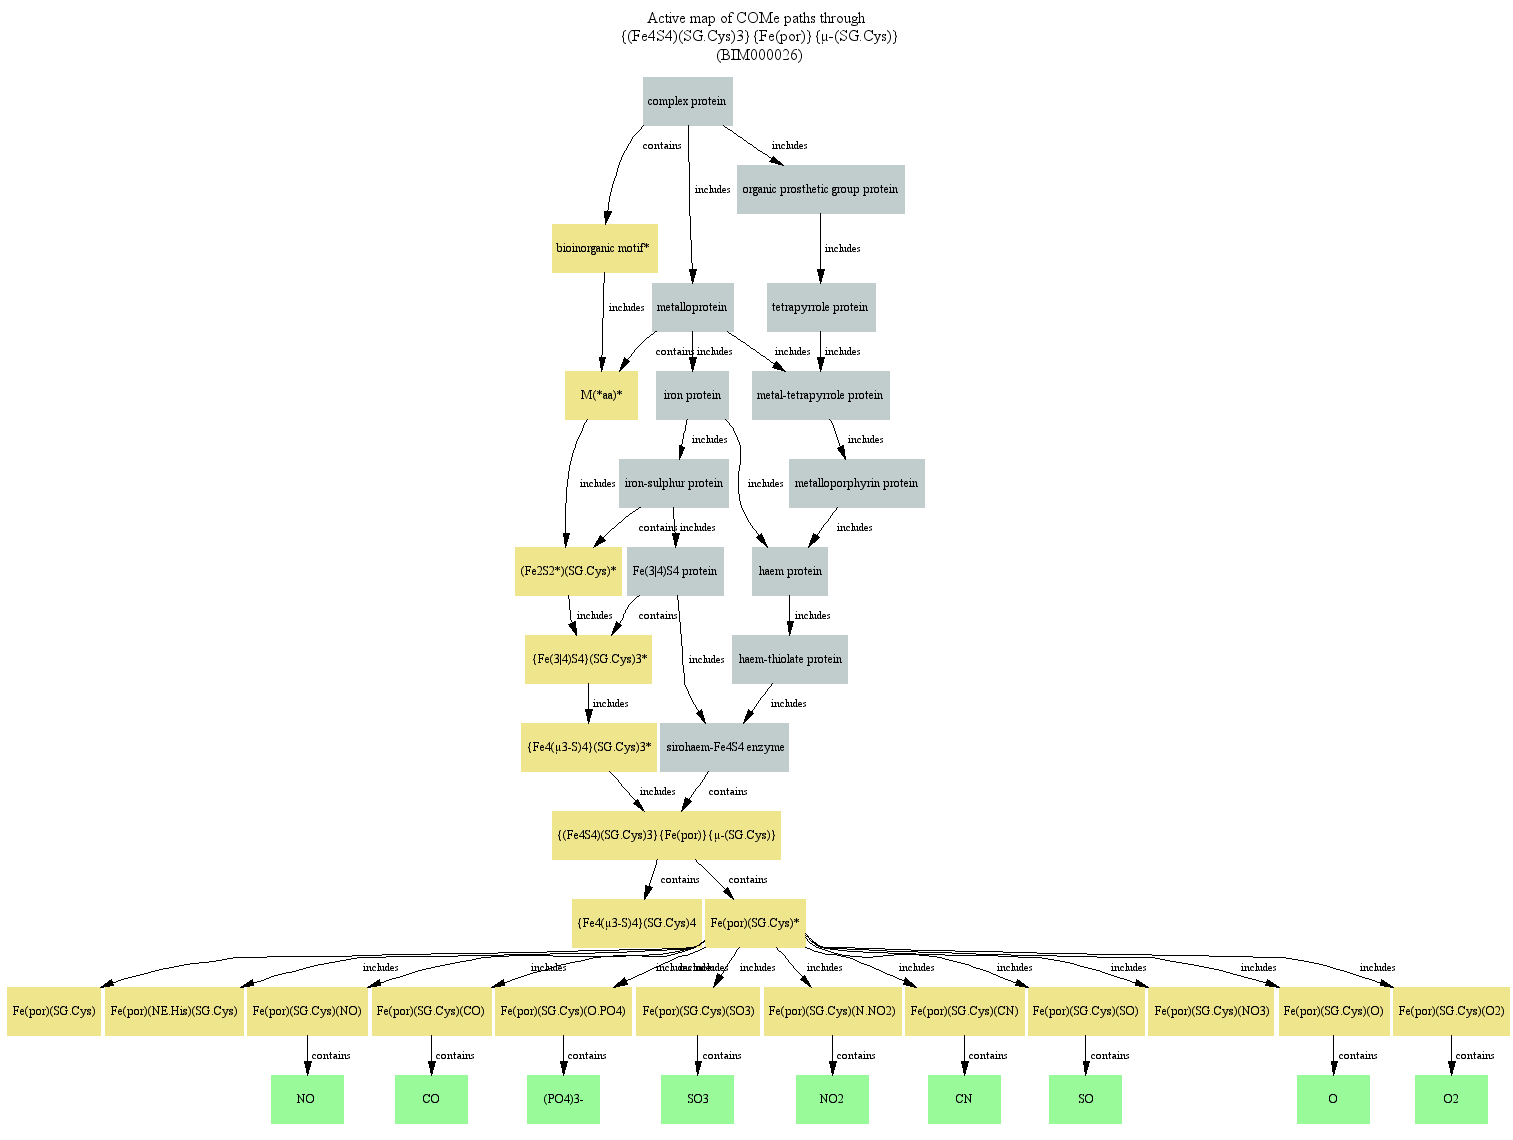 Active map of COMe paths through
{(Fe4S4)(SG.Cys)3}{Fe(por)}{μ-(SG.Cys)}
(BIM000026)
complex protein
contains
includes
organic prosthetic group protein
includes
bioinorganic motif*
includes
includes
metalloprotein
tetrapyrrole protein
contains
includes
includes
includes
M(*aa)*
iron protein
metal-tetrapyrrole protein
includes
includes
includes
iron-sulphur protein
includes
metalloporphyrin protein
contains
includes
includes
(Fe2S2*)(SG.Cys)*
Fe(3|4)S4 protein
haem protein
includes
contains
includes
{Fe(3|4)S4}(SG.Cys)3*
includes
haem-thiolate protein
includes
includes
{Fe4(μ3-S)4}(SG.Cys)3*
sirohaem-Fe4S4 enzyme
includes
contains
{(Fe4S4)(SG.Cys)3}{Fe(por)}{μ-(SG.Cys)}
contains
contains
{Fe4(μ3-S)4}(SG.Cys)4
Fe(por)(SG.Cys)*
includes
includes
includes
includes
includes
includes
includes
includes
includes
includes
includes
Fe(por)(SG.Cys)
Fe(por)(NE.His)(SG.Cys)
Fe(por)(SG.Cys)(NO)
Fe(por)(SG.Cys)(CO)
Fe(por)(SG.Cys)(O.PO4)
Fe(por)(SG.Cys)(SO3)
Fe(por)(SG.Cys)(N.NO2)
Fe(por)(SG.Cys)(CN)
Fe(por)(SG.Cys)(SO)
Fe(por)(SG.Cys)(NO3)
Fe(por)(SG.Cys)(O)
Fe(por)(SG.Cys)(O2)
contains
contains
contains
contains
contains
contains
contains
contains
contains
NO
CO
(PO4)3-
SO3
NO2
CN
SO
O
O2